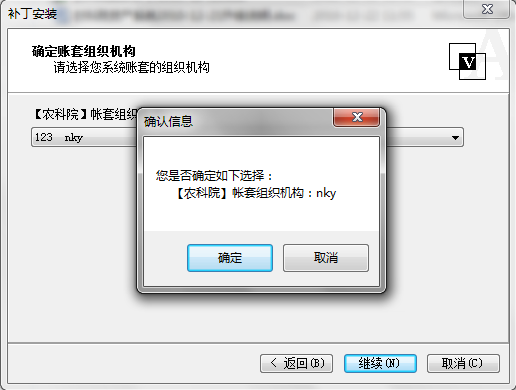 补丁安装
确定账套组织机构
请选择您系统账套的组织机构
【农科院】帐套组织
123 nky
确认信息
您是否确定如下选择：
【农科院】帐套组织机构：nky
确定
取消
< 返回(B)
继续(N)
取消(C)
V